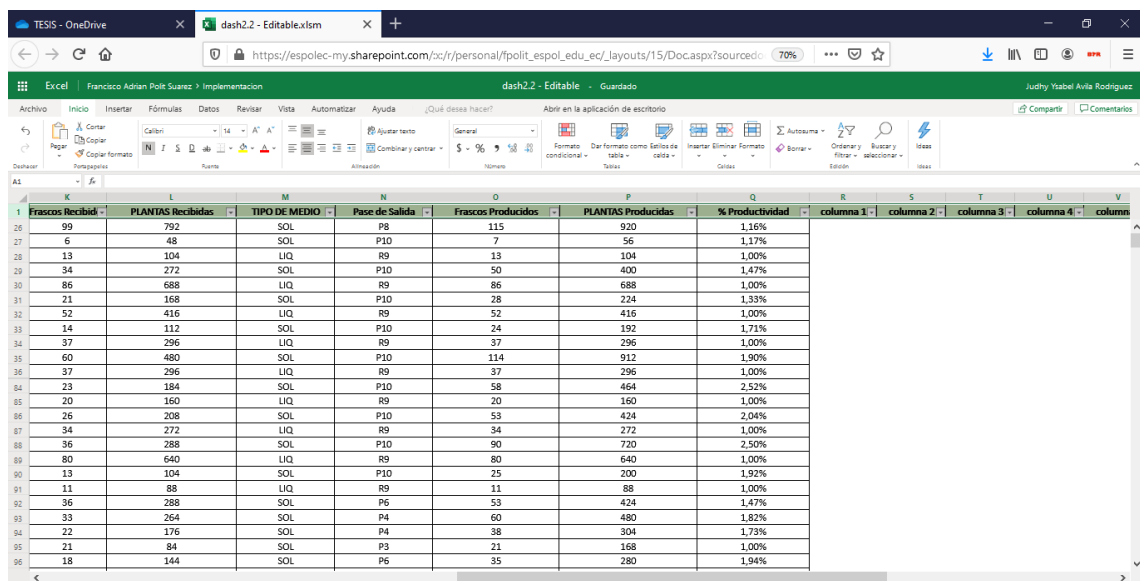 TESIS - OneDrive
dash2.2 - Editable.xlsm
https://espolec-my.sharepoint.com/:x:/r/personal/fpolit_espol_edu_ec/_layouts/15/Doc.aspx?sourcedo 70%
Excel Francisco Adrian Polit Suarez > Implementacion dash2.2 - Editable - Guardado Judhy Ysabel Avila Rodriguez
Archivo Inicio Insertar Fórmulas Datos Revisar Vista Automatizar Ayuda ¿Qué desea hacer? Abrir en la aplicación de escritorio Compartir Comentarios
Pegar Cortar Copiar Copiar formato Calibri 14 Ajustar texto Combinar y centrar General Formato condicional Dar formato como tabla Estilos de celda Insertar Eliminar Formato Autosuma Borrar Ordenar y filtrar Buscar y seleccionar Ideas
Deshacer Portapapeles Fuente Alineación Número Tablas Celdas Edición Ideas
A1 fx
K L M N O P Q R S T U V
1 Frascos Recibid PLANTAS Recibidas TIPO DE MEDIO Pase de Salida Frascos Producidos PLANTAS Producidas % Productividad columna 1 columna 2 columna 3 columna 4 column
26 99 792 SOL P8 115 920 1,16%
27 6 48 SOL P10 7 56 1,17%
28 13 104 LIQ R9 13 104 1,00%
29 34 272 SOL P10 50 400 1,47%
30 86 688 LIQ R9 86 688 1,00%
31 21 168 SOL P10 28 224 1,33%
32 52 416 LIQ R9 52 416 1,00%
33 14 112 SOL P10 24 192 1,71%
34 37 296 LIQ R9 37 296 1,00%
35 60 480 SOL P10 114 912 1,90%
36 37 296 LIQ R9 37 296 1,00%
84 23 184 SOL P10 58 464 2,52%
85 20 160 LIQ R9 20 160 1,00%
86 26 208 SOL P10 53 424 2,04%
87 34 272 LIQ R9 34 272 1,00%
88 36 288 SOL P10 90 720 2,50%
89 80 640 LIQ R9 80 640 1,00%
90 13 104 SOL P10 25 200 1,92%
91 11 88 LIQ R9 11 88 1,00%
92 36 288 SOL P6 53 424 1,47%
93 33 264 SOL P4 60 480 1,82%
94 22 176 SOL P4 38 304 1,73%
95 21 84 SOL P3 21 168 1,00%
96 18 144 SOL P6 35 280 1,94%